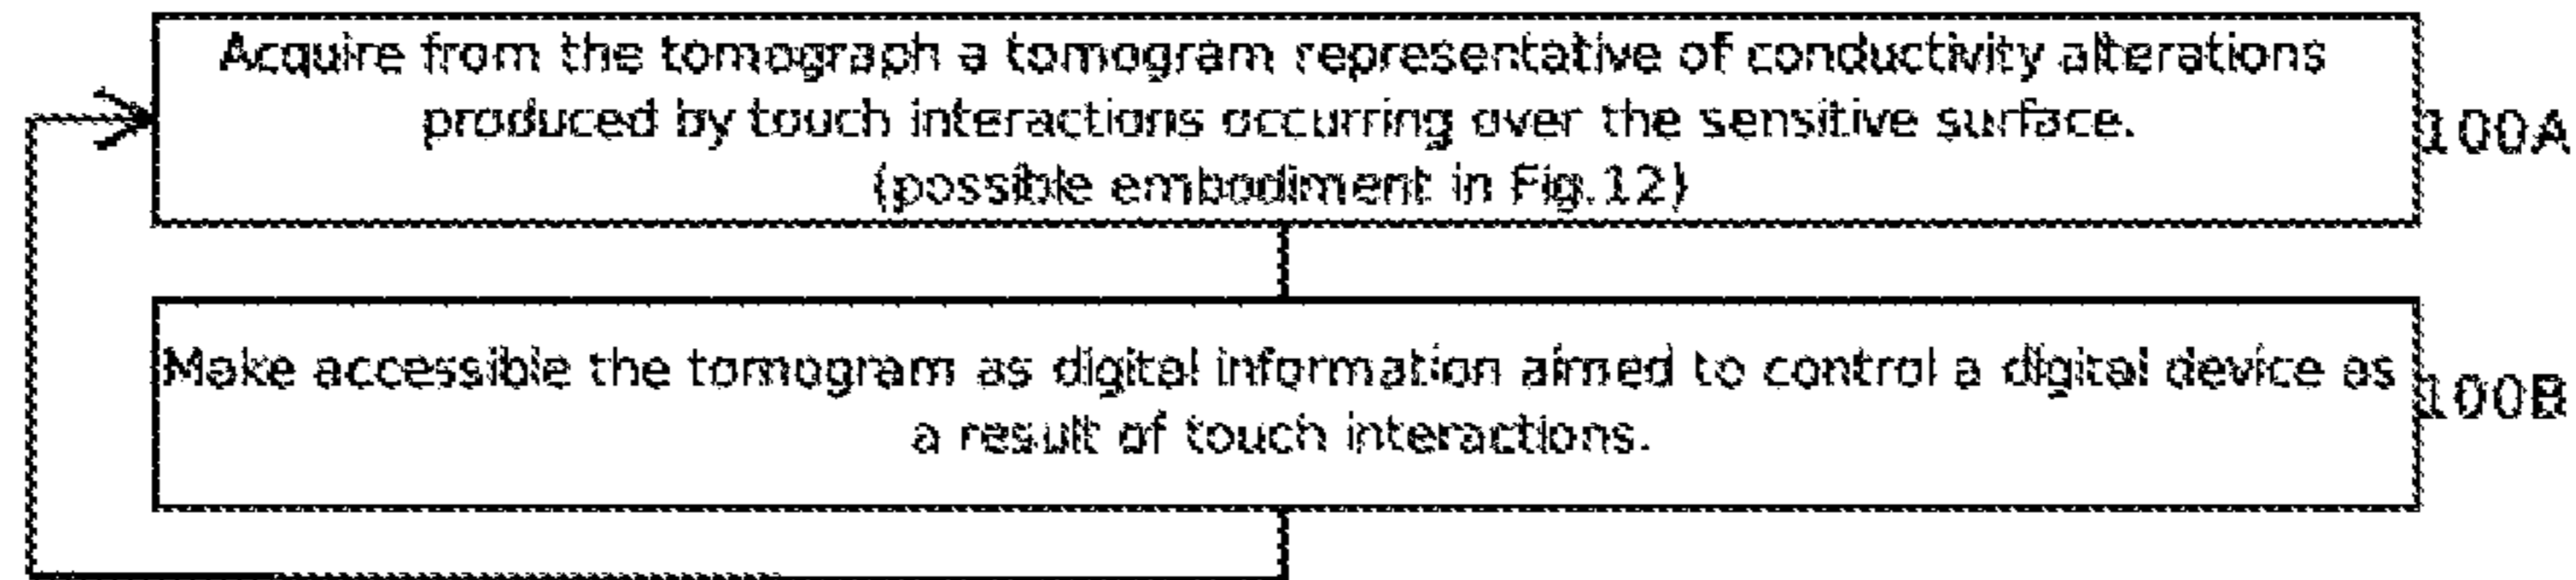 Acquire from the tomograph a tomogram representative of conductivity alterations
produced by touch interactions occurring over the sensitive surface.
(possible embodiment in Fig.12)
100A
Make accessible the tomogram as digital information aimed to control a digital device as
a result of touch interactions.
100B